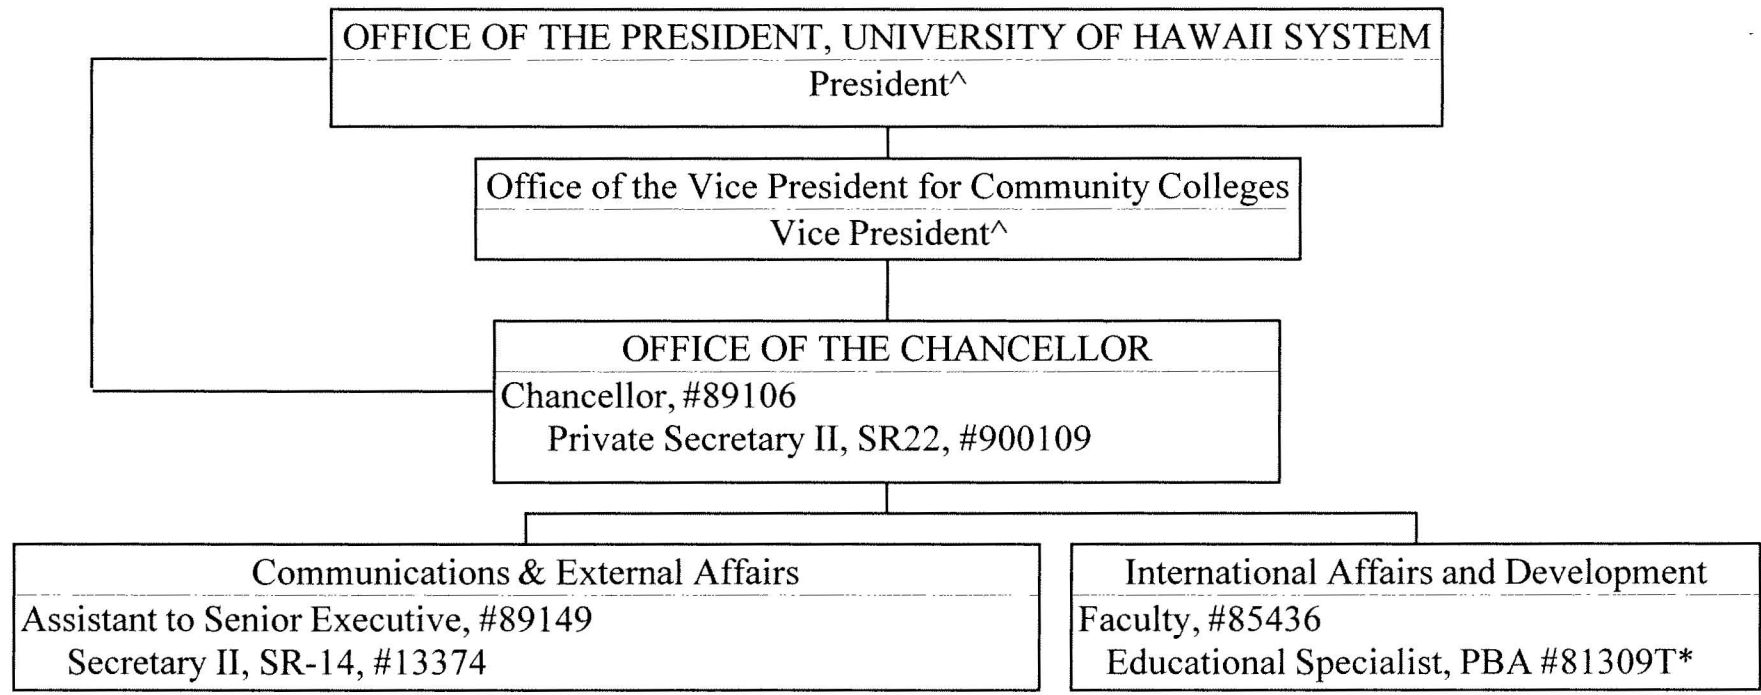 OFFICE OF THE PRESIDENT, UNIVERSITY OF HAWAII SYSTEM
President^
Office of the Vice President for Community Colleges
Vice President^
OFFICE OF THE CHANCELLOR
Chancellor, #89106
Private Secretary II, SR22, #900109
Communications & External Affairs
Assistant to Senior Executive, #89149
Secretary II, SR-14, #13374
International Affairs and Development
Faculty, #85436
Educational Specialist, PBA #81309T*